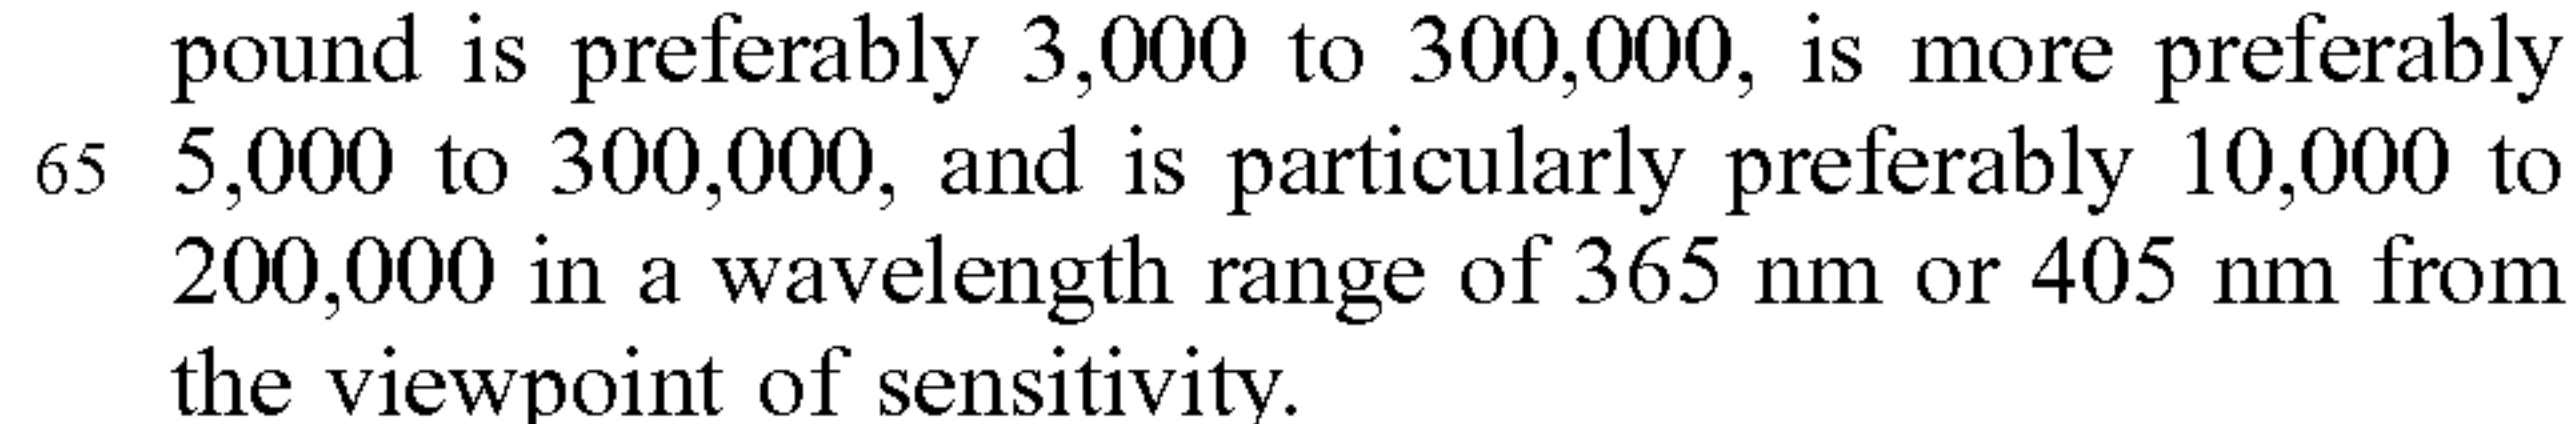 pound is preferably 3,000 to 300,000, is more preferably
65 5,000 to 300,000, and is particularly preferably 10,000 to
200,000 in a wavelength range of 365 nm or 405 nm from
the viewpoint of sensitivity.